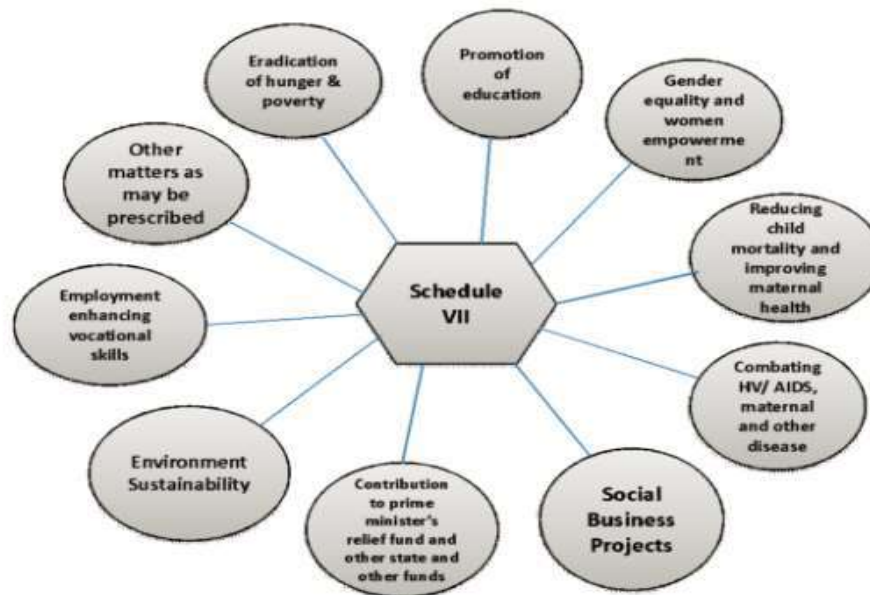 Eradication
of hunger &
poverty
Promotion
of
education
Gender
equality and
women
empowerme
nt
Other
matters as
may be
prescribed
Reducing
child
mortality and
improving
maternal
health
Schedule
VII
Employment
enhancing
vocational
skills
Combating
HV/ AIDS,
maternal
and other
disease
Environment
Sustainability
Contribution
to prime
minister's
relief fund and
other state and
other funds
Social
Business
Projects